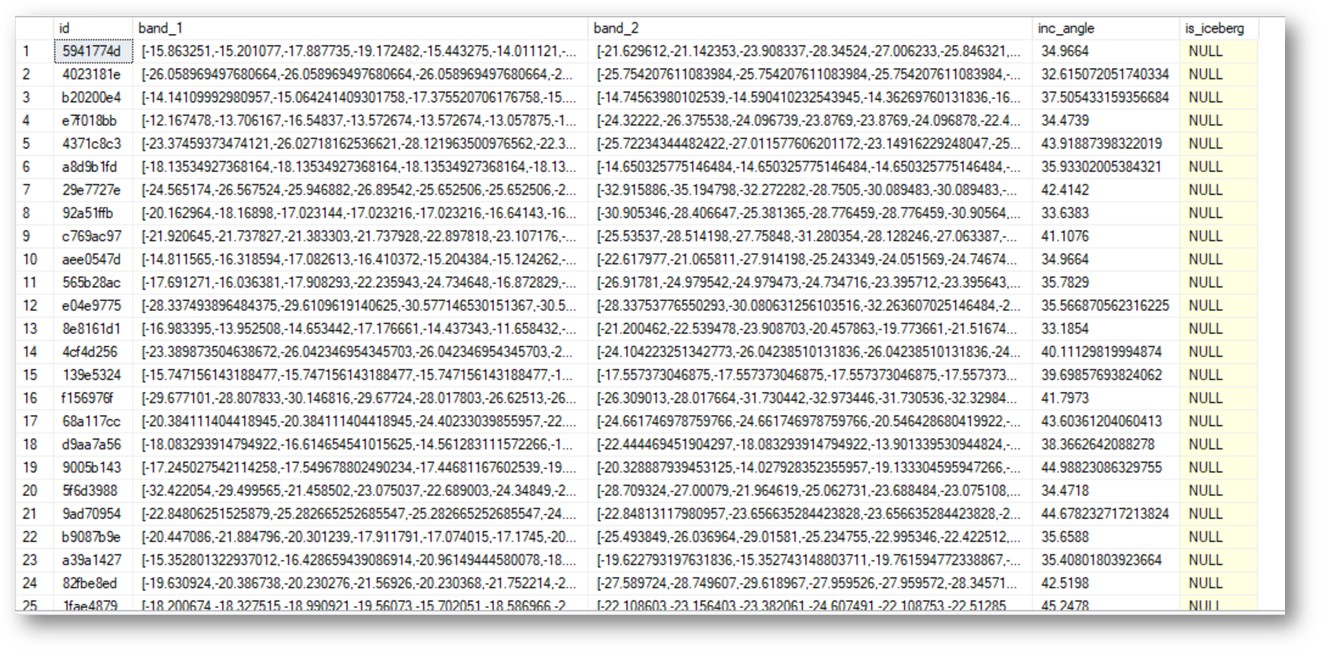 id band_1 band_2 inc_angle is_iceberg
1 5941774d [-15.863251,-15.201077,-17.887735,-19.172482,-15.443275,-14.011121,-... [-21.629612,-21.142353,-23.908337,-28.34524,-27.006233,-25.846321,... 34.9664 NULL
2 4023181e [-26.058969497680664,-26.058969497680664,-26.058969497680664,-2... [-25.754207611083984,-25.754207611083984,-25.754207611083984,-... 32.615072051740334 NULL
3 b20200e4 [-14.14109992980957,-15.064241409301758,-17.375520706176758,-15.... [-14.74563980102539,-14.590410232543945,-14.36269760131836,-16... 37.505433159356684 NULL
4 e7f018bb [-12.167478,-13.706167,-16.54837,-13.572674,-13.572674,-13.057875,-1... [-24.32222,-26.375538,-24.096739,-23.8769,-23.8769,-24.096878,-22.4... 34.4739 NULL
5 4371c8c3 [-23.37459373474121,-26.02718162536621,-28.121963500976562,-22.3... [-25.72234344482422,-27.011577606201172,-23.14916229248047,-25... 43.91887398322019 NULL
6 a8d9b1fd [-18.13534927368164,-18.13534927368164,-18.13534927368164,-18.13... [-14.650325775146484,-14.650325775146484,-14.650325775146484,-... 35.93302005384321 NULL
7 29e7727e [-24.565174,-26.567524,-25.946882,-26.89542,-25.652506,-25.652506,-2... [-32.915886,-35.194798,-32.272282,-28.7505,-30.089483,-30.089483,-... 42.4142 NULL
8 92a51ffb [-20.162964,-18.16898,-17.023144,-17.023216,-17.023216,-16.64143,-16... [-30.905346,-28.406647,-25.381365,-28.776459,-28.776459,-30.90564,... 33.6383 NULL
9 c769ac97 [-21.920645,-21.737827,-21.383303,-21.737928,-22.897818,-23.107176,-... [-25.53537,-28.514198,-27.75848,-31.280354,-28.128246,-27.063387,-... 41.1076 NULL
10 aee0547d [-14.811565,-16.318594,-17.082613,-16.410372,-15.204384,-15.124262,-... [-22.617977,-21.065811,-27.914198,-25.243349,-24.051569,-24.74674... 34.9664 NULL
11 565b28ac [-17.691271,-16.036381,-17.908293,-22.235943,-24.734648,-16.872829,-... [-26.91781,-24.979542,-24.979273,-24.734716,-23.395712,-23.395643,... 35.7829 NULL
12 e04e9775 [-28.337493896484375,-29.6109619140625,-30.577146530151367,-30.5... [-28.33753776550293,-30.080631256103516,-32.263607025146484,-2... 35.566870562316225 NULL
13 8e8161d1 [-16.983395,-13.952508,-14.653442,-17.176661,-14.437343,-11.658432,-... [-21.200462,-22.539478,-23.908703,-20.457863,-19.773661,-21.51674... 33.1854 NULL
14 4cf4d256 [-23.389873504638672,-26.042346954345703,-26.042346954345703,-2... [-24.104223251342773,-26.04238510131836,-26.04238510131836,-24... 40.11129819994874 NULL
15 139e5324 [-15.747156143188477,-15.747156143188477,-15.747156143188477,-1... [-17.557373046875,-17.557373046875,-17.557373046875,-17.557373... 39.69857693824062 NULL
16 f156976f [-29.677101,-28.807833,-30.146816,-29.67724,-28.017803,-26.62513,-26... [-26.309013,-28.017664,-31.730442,-32.973446,-31.730536,-32.32984... 41.7973 NULL
17 68a117cc [-20.384111404418945,-20.384111404418945,-24.40233039855957,-22.... [-24.661746978759766,-24.661746978759766,-20.546428680419922,-... 43.60361204060413 NULL
18 d9aa7a56 [-18.083293914794922,-16.614654541015625,-14.561283111572266,-1... [-22.444469451904297,-18.083293914794922,-13.901339530944824,-... 38.3662642088278 NULL
19 9005b143 [-17.245027542114258,-17.549678802490234,-17.44681167602539,-19.... [-20.328887939453125,-14.027928352355957,-19.133304595947266,-... 44.98823086329755 NULL
20 5f6d3988 [-32.422054,-29.499565,-21.458502,-23.075037,-22.689003,-24.34849,-2... [-28.709324,-27.00079,-21.964619,-25.062731,-23.688484,-23.075108,... 34.4718 NULL
21 9ad70954 [-22.84806251525879,-25.282665252685547,-25.282665252685547,-24.... [-22.84813117980957,-23.656635284423828,-23.656635284423828,-2... 44.678232717213824 NULL
22 b9087b9e [-20.447086,-21.884796,-20.301239,-17.911791,-17.074015,-17.1745,-20... [-25.493849,-26.036964,-29.01581,-25.234755,-22.995346,-22.422512,... 35.6588 NULL
23 a39a1427 [-15.352801322937012,-16.428659439086914,-20.96149444580078,-18.... [-19.622793197631836,-15.352743148803711,-19.761594772338867,-... 35.40801803923664 NULL
24 82fbe8ed [-19.630924,-20.386738,-20.230276,-21.56926,-20.230368,-21.752214,-2... [-27.589724,-28.749607,-29.618967,-27.959526,-27.959572,-28.34571... 42.5198 NULL
25 1fae4879 [-18.200674,-18.327515,-18.990921,-19.56073,-15.702051,-18.586966,-2... [-22.108603,-23.156403,-23.382061,-24.607491,-22.108753,-22.51285... 45.2478 NULL